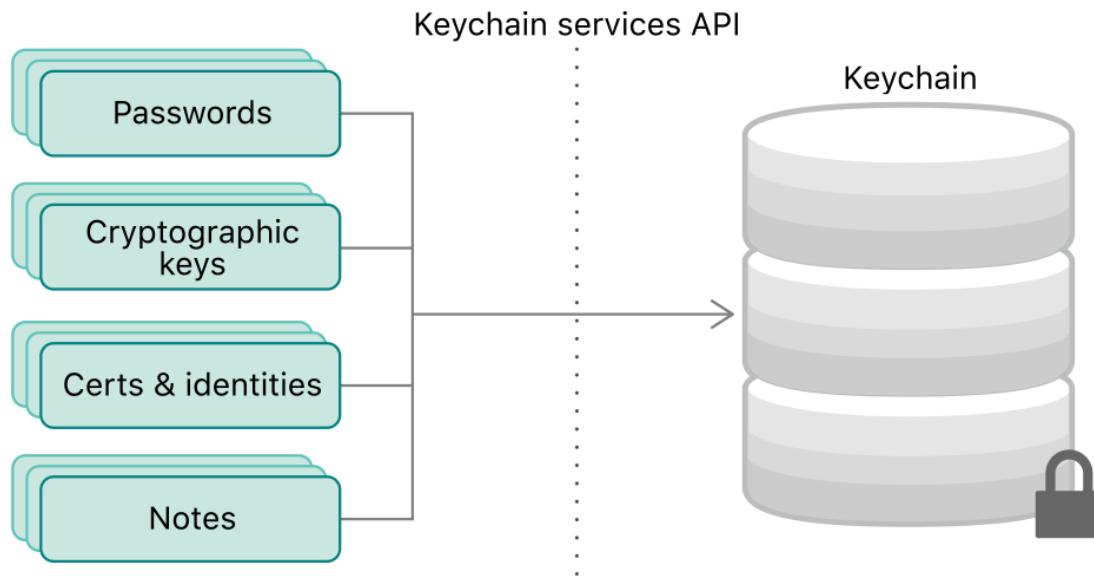 Keychain services API
Keychain
Passwords
Cryptographic
keys
Certs & identities
Notes